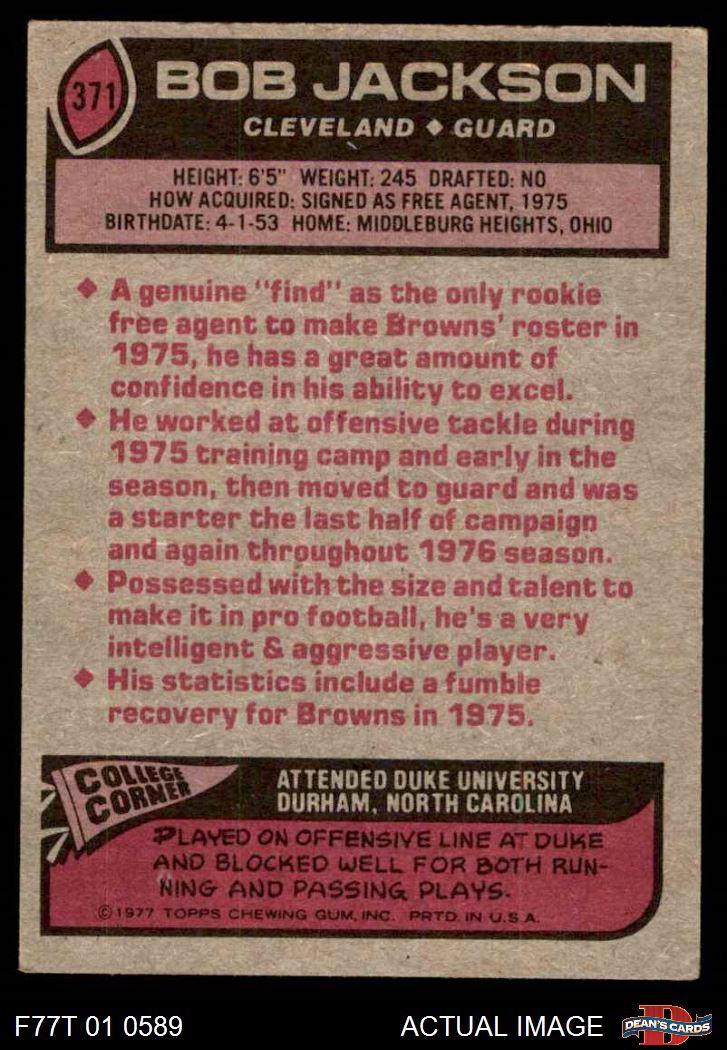 371
BOB JACKSON
CLEVELAND ◆ GUARD
HEIGHT: 6'5" WEIGHT: 245 DRAFTED: NO
HOW ACQUIRED: SIGNED AS FREE AGENT, 1975
BIRTHDATE: 4-1-53 HOME: MIDDLEBURG HEIGHTS, OHIO
◆ A genuine "find" as the only rookie
free agent to make Browns' roster in
1975, he has a great amount of
confidence in his ability to excel.
◆ He worked at offensive tackle during
1975 training camp and early in the
season, then moved to guard and was
a starter the last half of campaign
and again throughout 1976 season.
◆ Possessed with the size and talent to
make it in pro football, he's a very
intelligent & aggressive player.
◆ His statistics include a fumble
recovery for Browns in 1975.
COLLEGE
CORNER
ATTENDED DUKE UNIVERSITY
DURHAM, NORTH CAROLINA
PLAYED ON OFFENSIVE LINE AT DUKE
AND BLOCKED WELL FOR BOTH RUN-
NING AND PASSING PLAYS.
©1977 TOPPS CHEWING GUM, INC. PRTD. IN U.S.A.
F77T 01 0589
ACTUAL IMAGE
D
DEAN'S CARDS